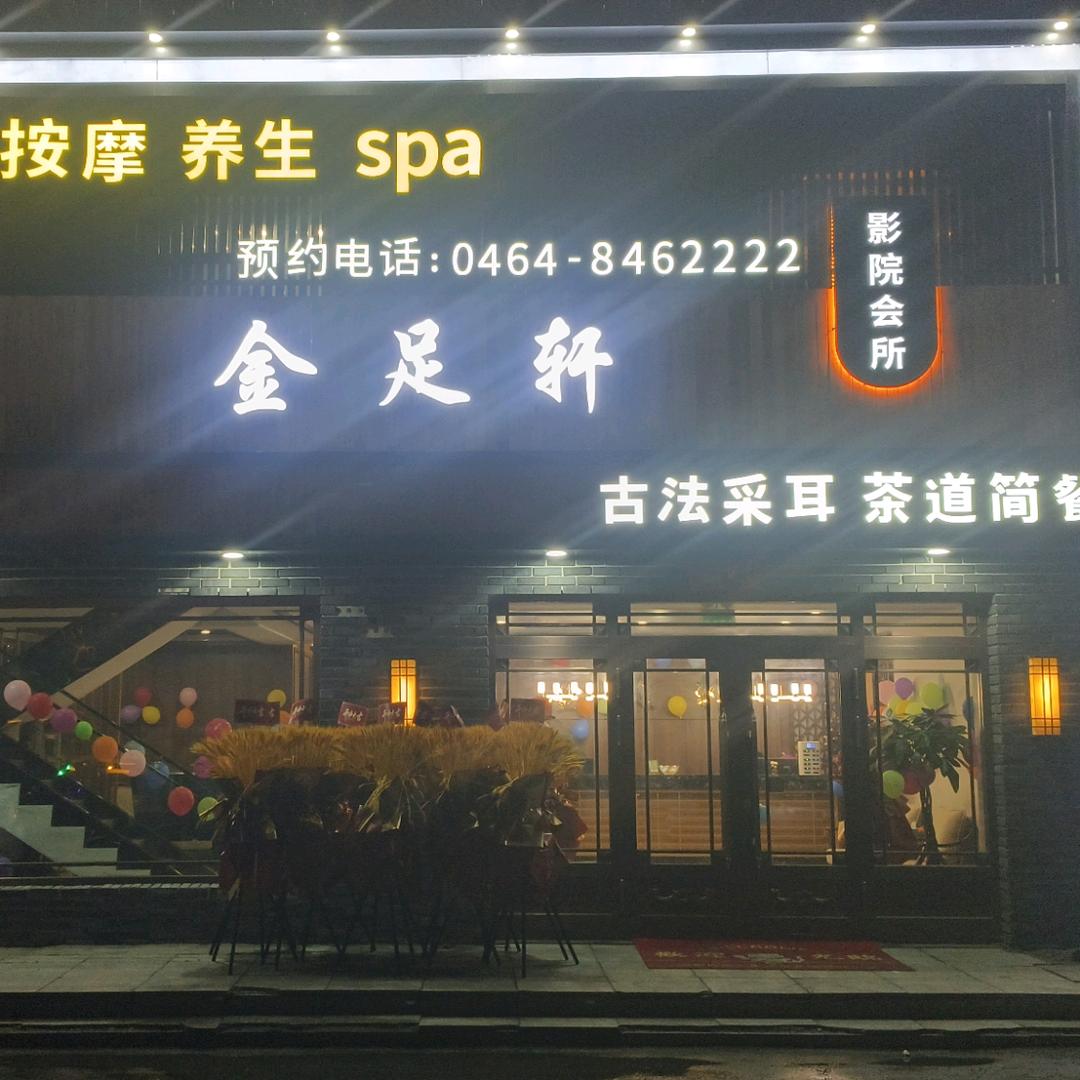 按摩 养生 spa
预约电话:0464-8462222
影院会所
金足轩
古法采耳 茶道简餐